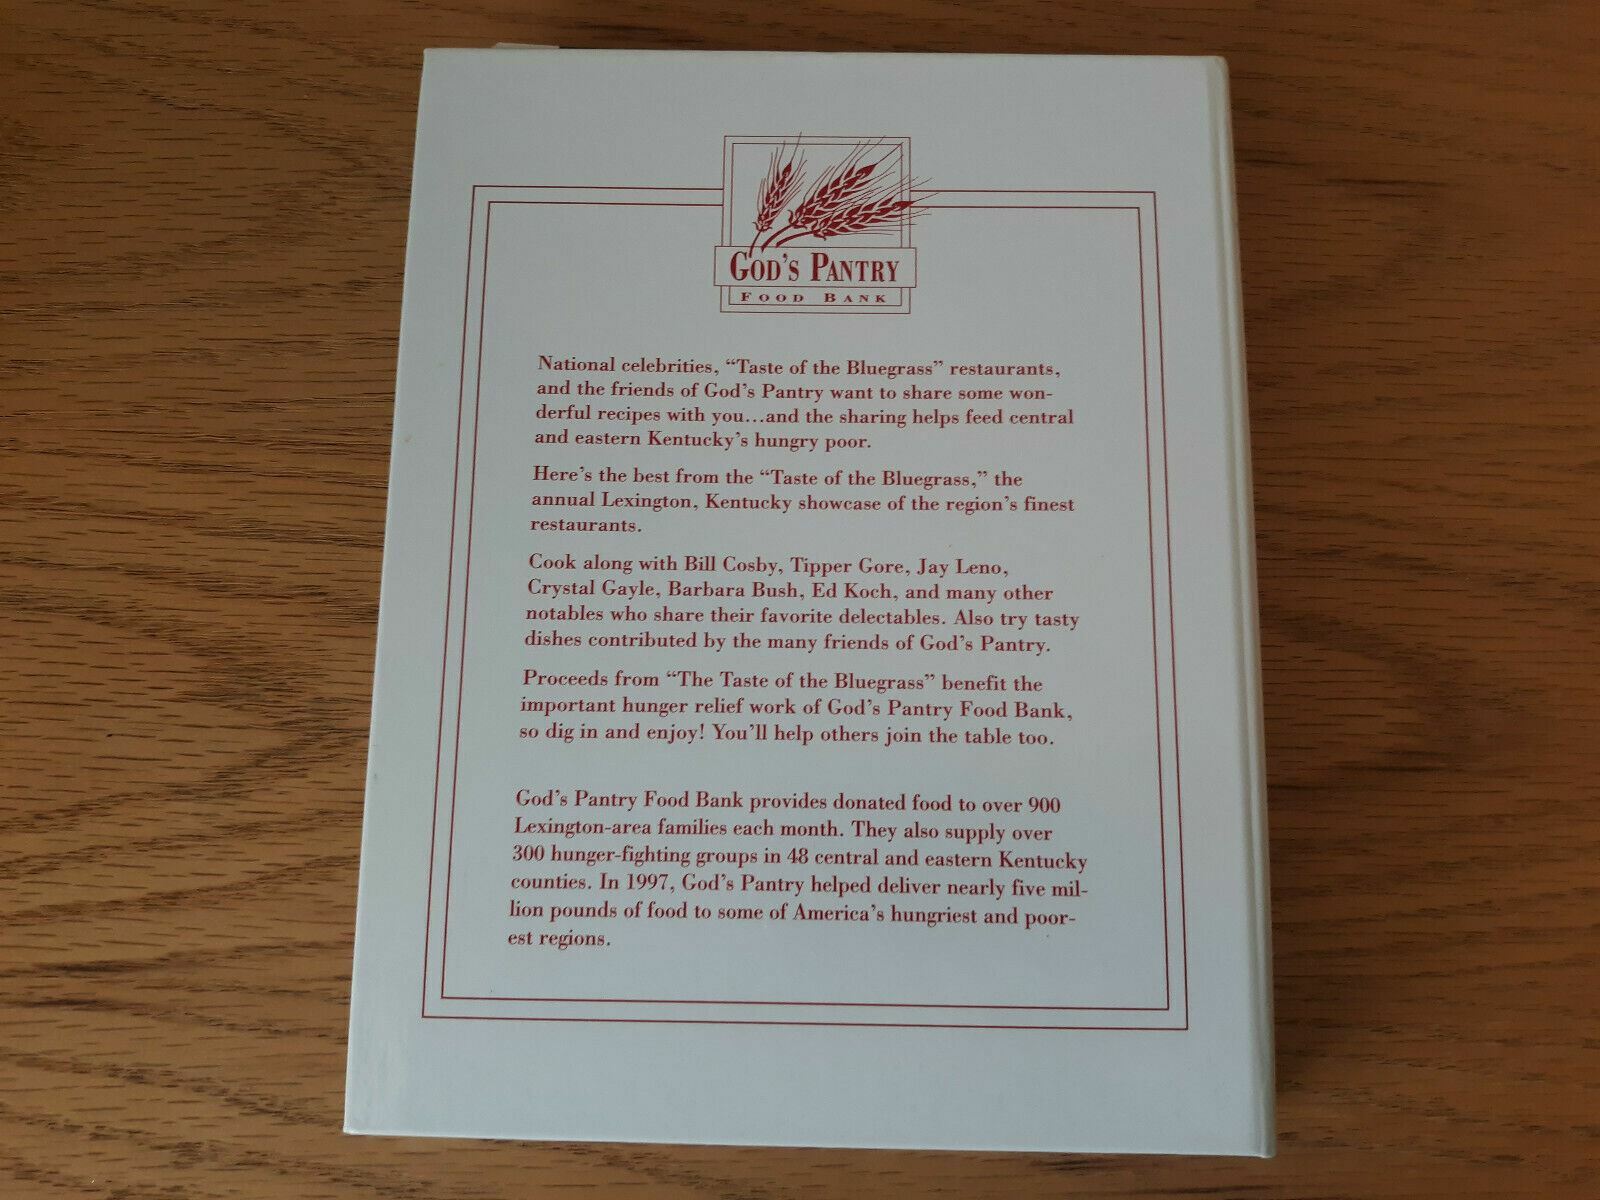 GOD'S PANTRY
FOOD BANK
National celebrities, “Taste of the Bluegrass” restaurants,
and the friends of God's Pantry want to share some won-
derful recipes with you...and the sharing helps feed central
and eastern Kentucky's hungry poor.
Here's the best from the “Taste of the Bluegrass,” the
annual Lexington, Kentucky showcase of the region's finest
restaurants.
Cook along with Bill Cosby, Tipper Gore, Jay Leno,
Crystal Gayle, Barbara Bush, Ed Koch, and many other
notables who share their favorite delectables. Also try tasty
dishes contributed by the many friends of God's Pantry.
Proceeds from “The Taste of the Bluegrass” benefit the
important hunger relief work of God's Pantry Food Bank,
so dig in and enjoy! You'll help others join the table too.
God's Pantry Food Bank provides donated food to over 900
Lexington-area families each month. They also supply over
300 hunger-fighting groups in 48 central and eastern Kentucky
counties. In 1997, God's Pantry helped deliver nearly five mil-
lion pounds of food to some of America's hungriest and poor-
est regions.